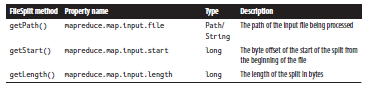 FileSplit method Property name Type Description
getPath() mapreduce.map.input.file Path/ The path of the input file being processed
String
getStart() mapreduce.map.input.start long The byte offset of the start of the split from
the beginning of the file
getLength() mapreduce.map.input.length long The length of the split in bytes